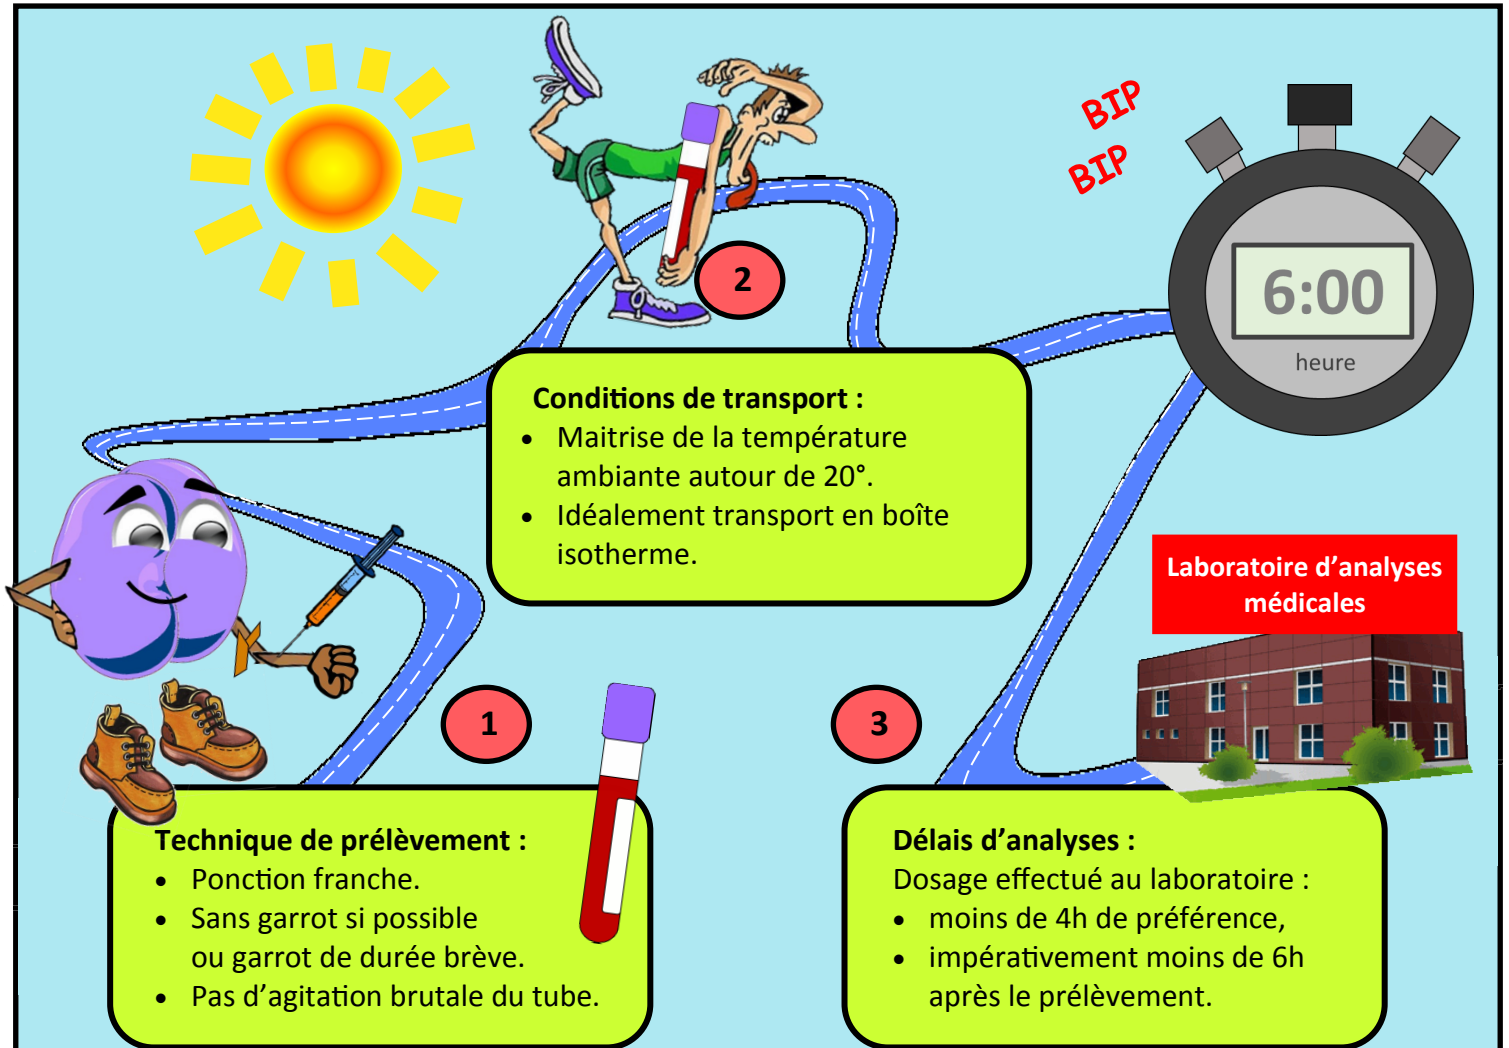 BIP
BIP
6:00
heure
2
Conditions de transport :
• Maitrise de la température
ambiante autour de 20°.
• Idéalement transport en boîte
isotherme.
Laboratoire d’analyses
médicales
1
Technique de prélèvement :
• Ponction franche.
• Sans garrot si possible
ou garrot de durée brève.
• Pas d’agitation brutale du tube.
3
Délais d’analyses :
Dosage effectué au laboratoire :
• moins de 4h de préférence,
• impérativement moins de 6h
après le prélèvement.